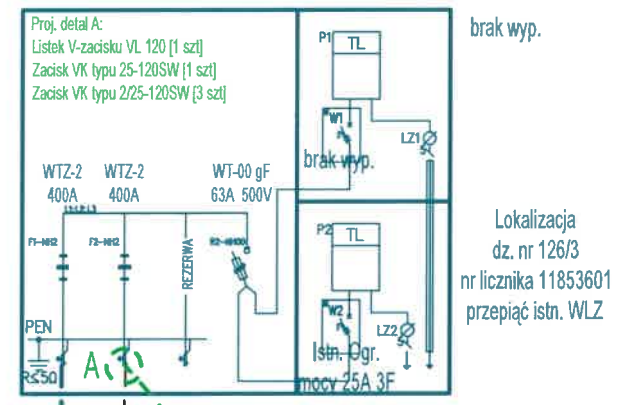 Proj. detal A:
Listek V-zacisku VL 120 [1 szt]
Zacisk VK typu 25-120SW [1 szt]
Zacisk VK typu 2/25-120SW [3 szt]
P1
TL
brak wyp.
W1
LZ1
brak wyp.
WTZ-2
400A
WTZ-2
400A
WT-00 gF
63A 500V
L1;L2;L3
F1-NH2
F2-NH2
REZERWA
P2
TL
Lokalizacja
dz. nr 126/3
nr licznika 11853601
przepiąć istn. WLZ
W2
LZ2
Istn. Ogr.
mocy 25A 3F
PEN
R≤5Ω
A